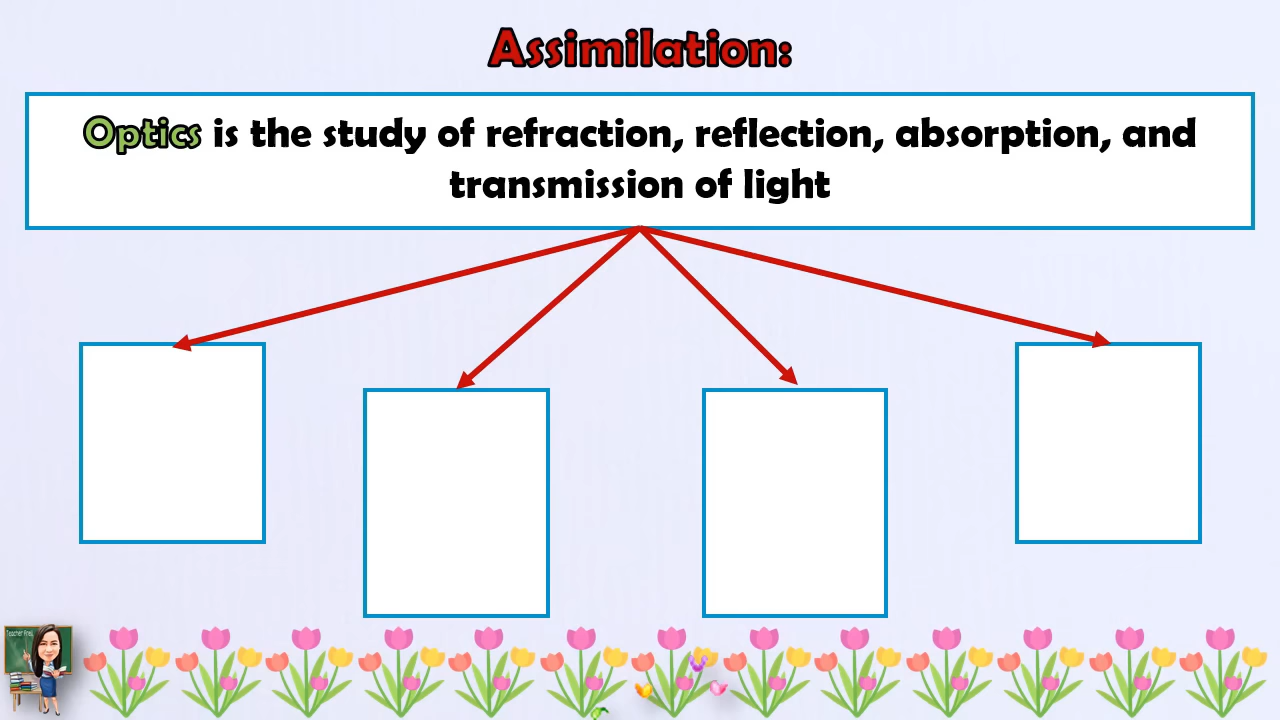 Assimilation:
Optics is the study of refraction, reflection, absorption, and
transmission of light